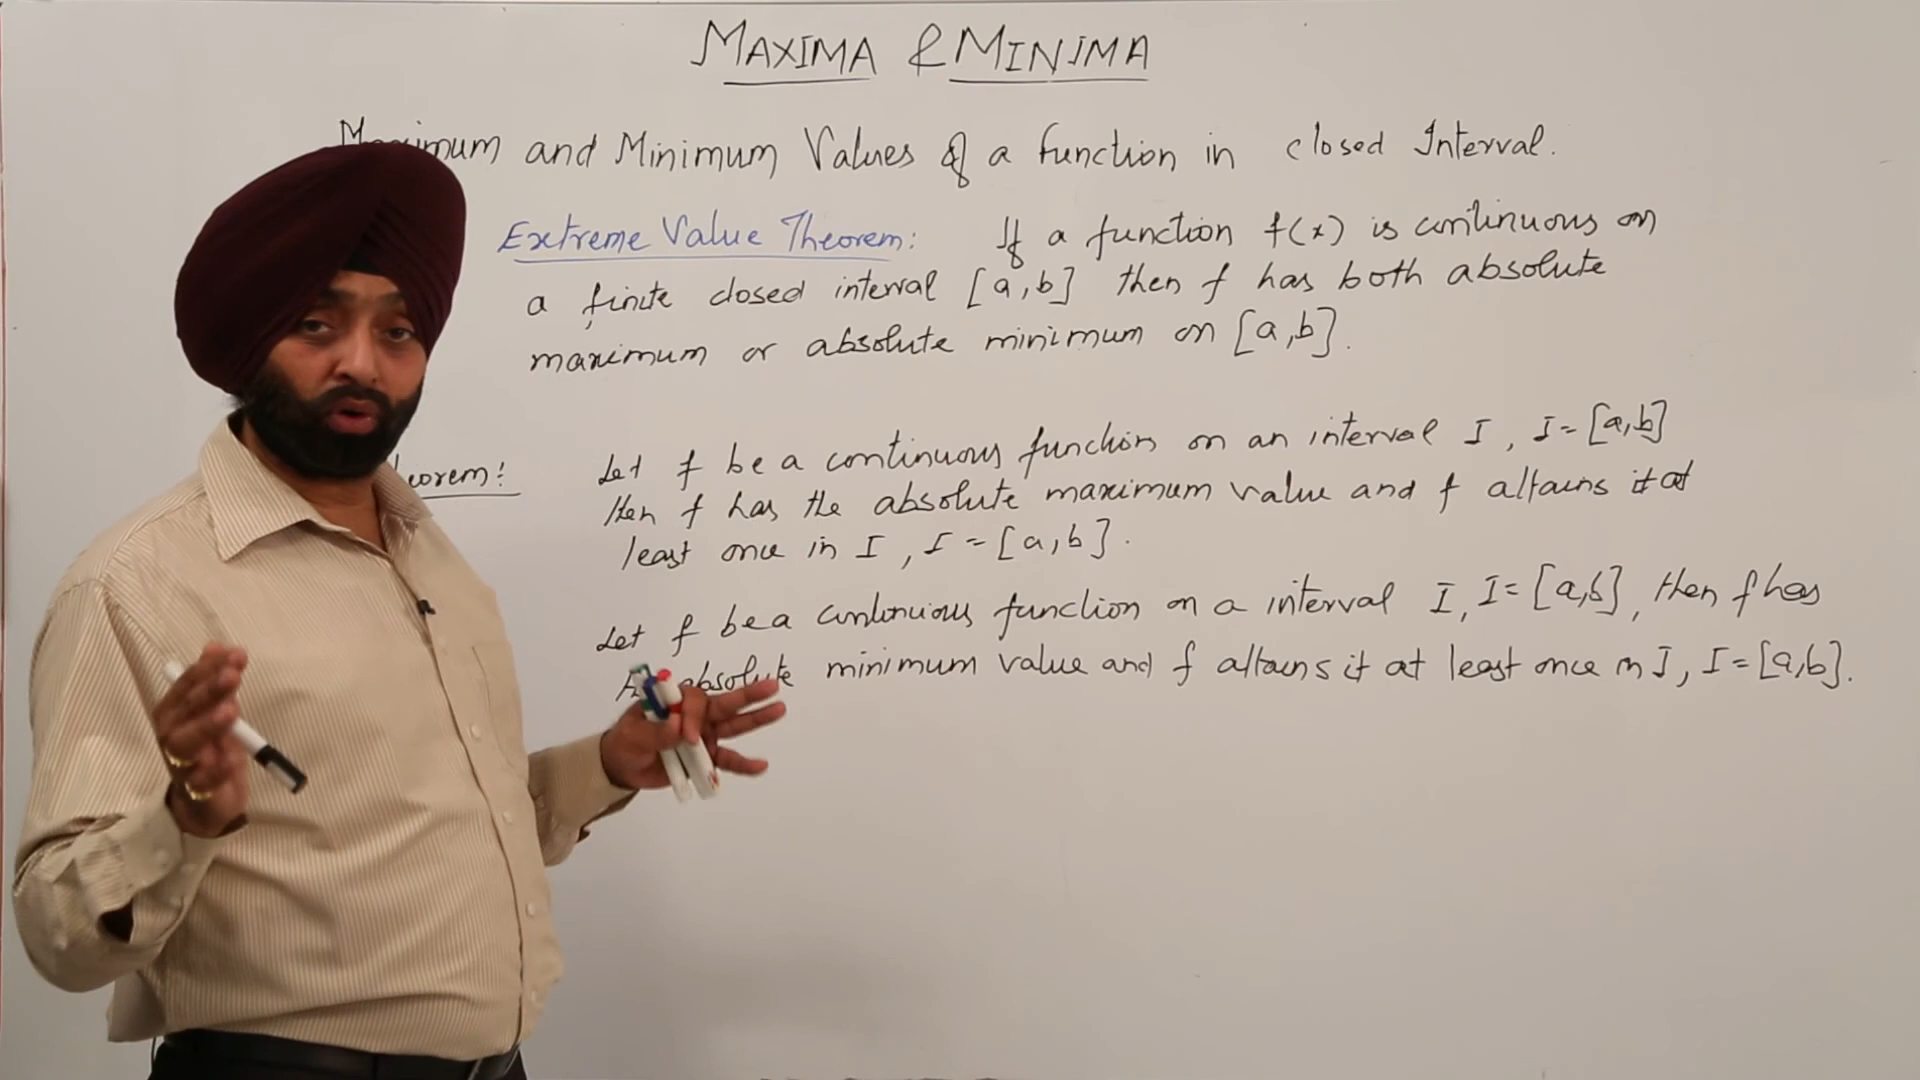 MAXIMA & MINIMA
and Minimum Values of a function in closed Interval.
Extreme Value Theorem: If a function f(x) is continuous on
a finite closed interval [a,b] then f has both absolute
maximum or absolute minimum on [a,b].
Let f be a continuous function on an interval I, I=[a,b]
then f has the absolute maximum value and f attains it at
least once in I, I=[a,b].
Let f be a continuous function on a interval I, I=[a,b], then f has
absolute minimum value and f attains it at least once in I, I=[a,b].